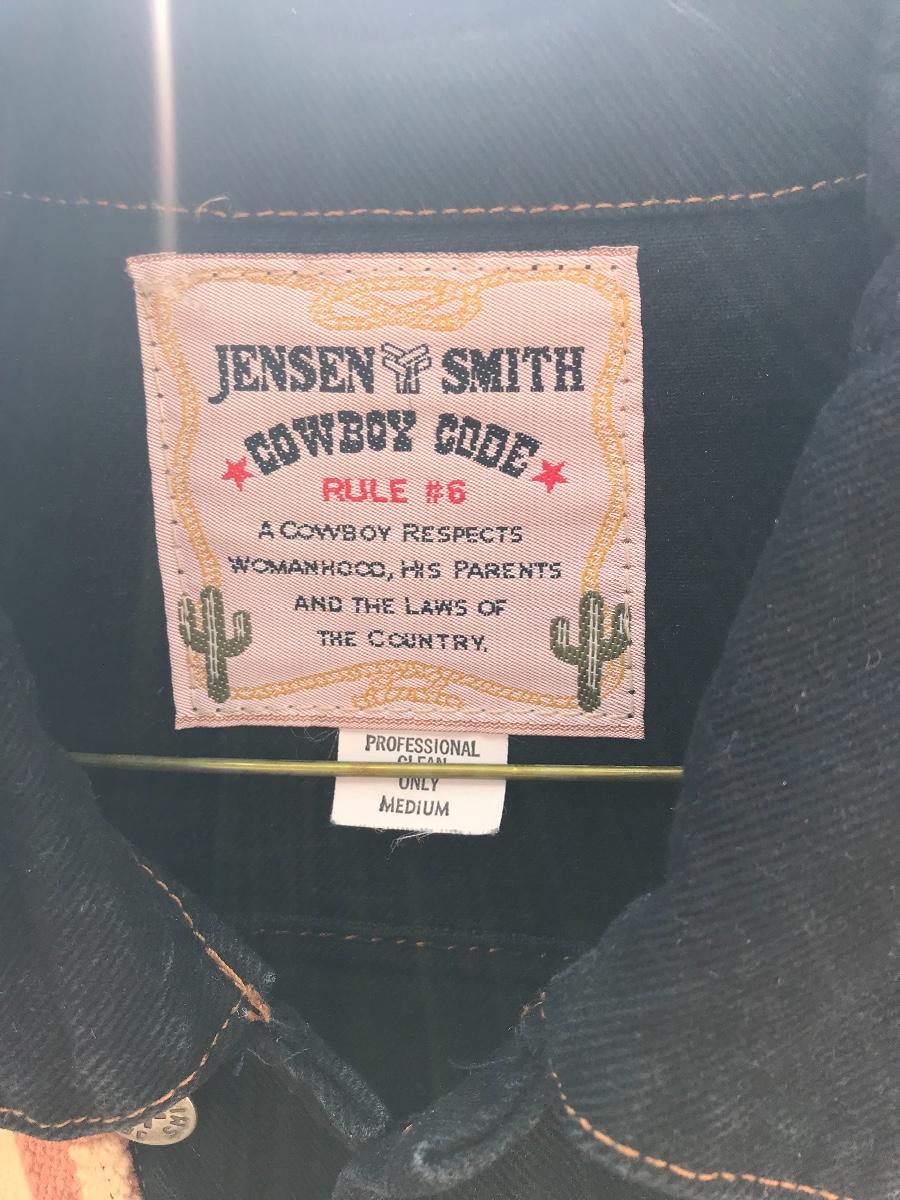 JENSEN SMITH
COWBOY CODE
RULE #6
A COWBOY RESPECTS
WOMANHOOD, HIS PARENTS
AND THE LAWS OF
THE COUNTRY.
PROFESSIONAL
CLEAN
ONLY
MEDIUM